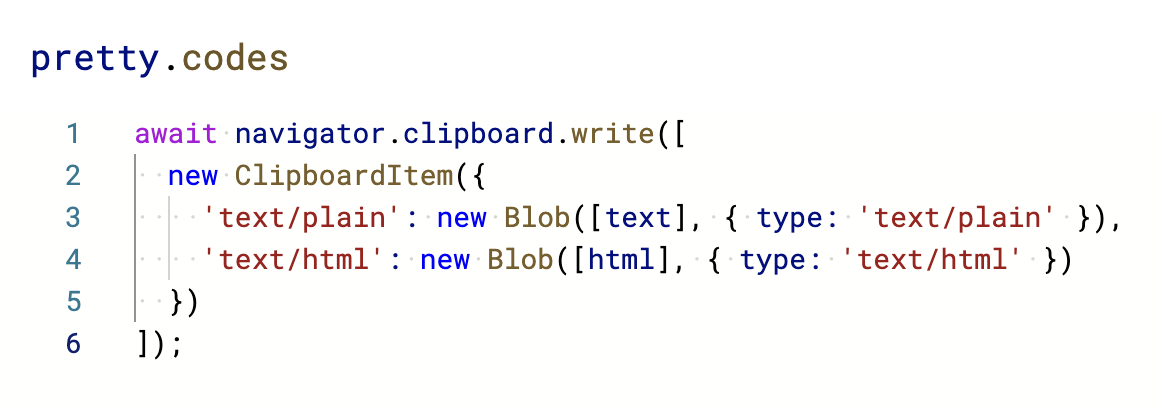 pretty.codes
1 await navigator.clipboard.write([
2   new ClipboardItem({
3     'text/plain': new Blob([text], { type: 'text/plain' }),
4     'text/html': new Blob([html], { type: 'text/html' })
5   })
6 ]);